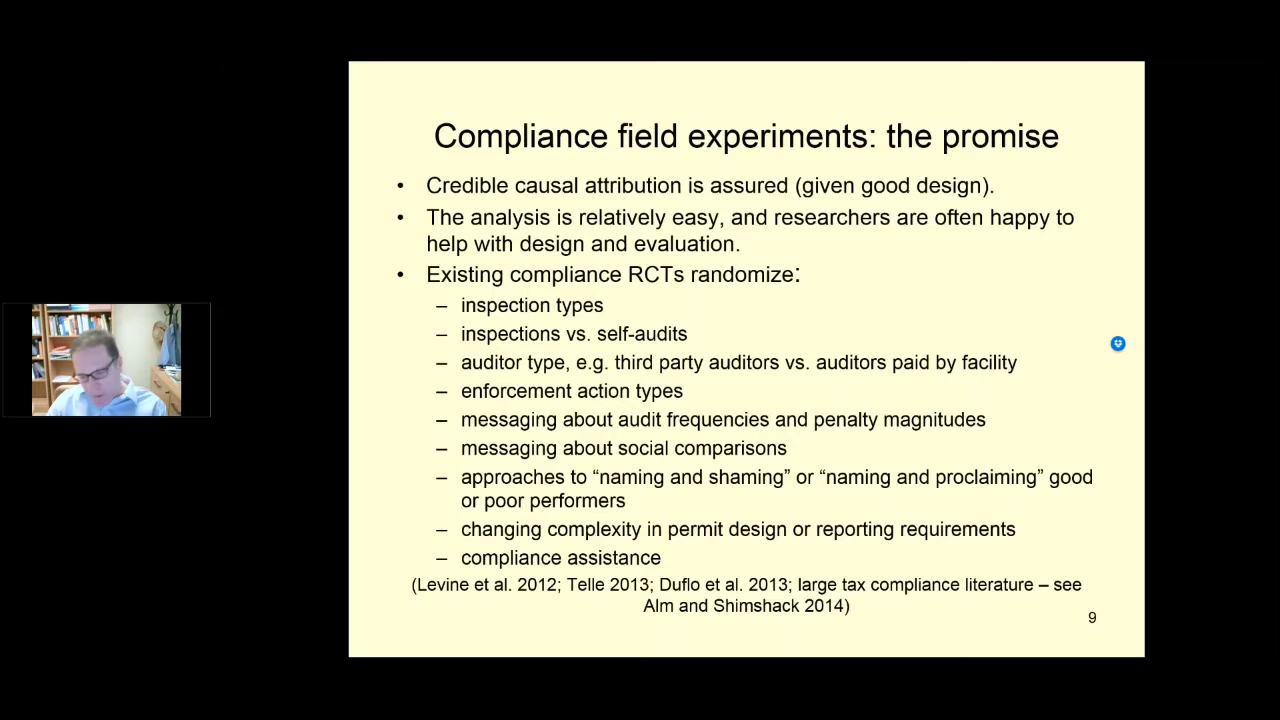 Compliance field experiments: the promise
• Credible causal attribution is assured (given good design).
• The analysis is relatively easy, and researchers are often happy to
help with design and evaluation.
• Existing compliance RCTs randomize:
– inspection types
– inspections vs. self-audits
– auditor type, e.g. third party auditors vs. auditors paid by facility
– enforcement action types
– messaging about audit frequencies and penalty magnitudes
– messaging about social comparisons
– approaches to “naming and shaming” or “naming and proclaiming” good
or poor performers
– changing complexity in permit design or reporting requirements
– compliance assistance
(Levine et al. 2012; Telle 2013; Duflo et al. 2013; large tax compliance literature – see
Alm and Shimshack 2014)
9